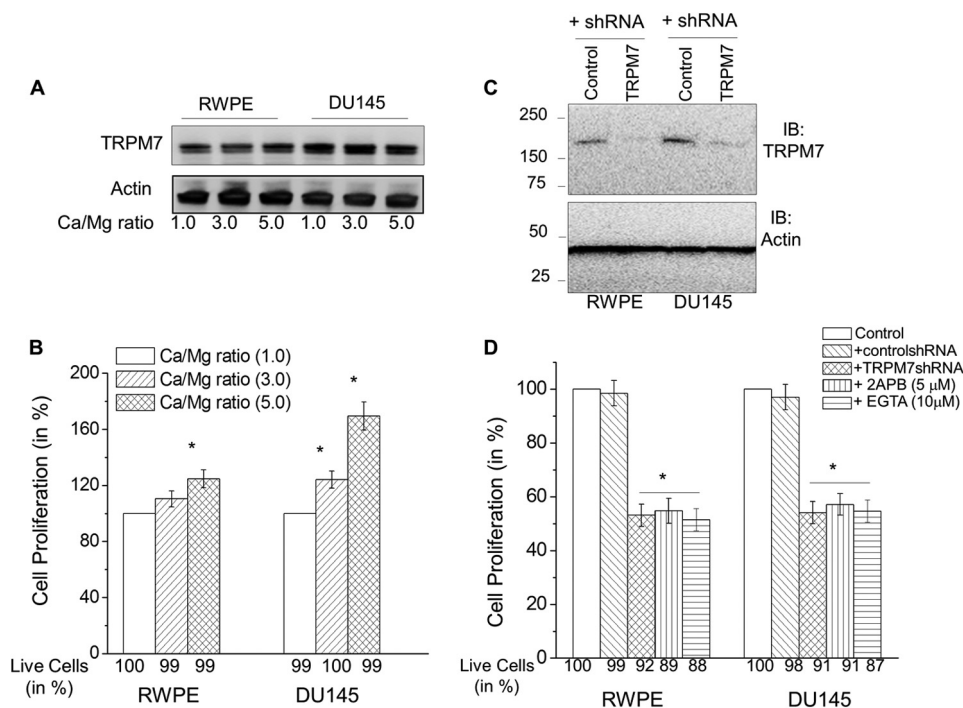 A
RWPE DU145
TRPM7
Actin
Ca/Mg ratio 1.0 3.0 5.0 1.0 3.0 5.0
C
+ shRNA + shRNA
Control TRPM7 Control TRPM7
250
150
75
IB:
TRPM7
50
25
IB:
Actin
RWPE DU145
B
Ca/Mg ratio (1.0)
Ca/Mg ratio (3.0)
Ca/Mg ratio (5.0)
Cell Proliferation (in %)
200
160
120
80
40
0
* * *
Live Cells
(in %)
100 99 99 99 100 99
RWPE DU145
D
Control
+controlshRNA
+TRPM7shRNA
+ 2APB (5 μM)
+ EGTA (10μM)
Cell Proliferation (in %)
100
80
60
40
20
0
* *
Live Cells
(in %)
100 99 92 89 88 100 98 91 91 87
RWPE DU145